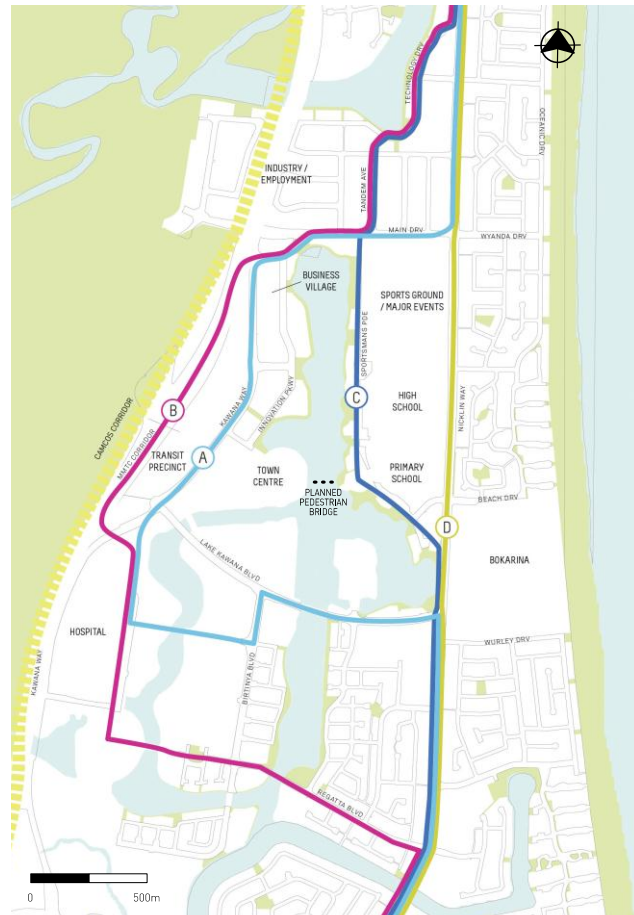 TECHNOLOGY DRV
OCEANIC DRV
INDUSTRY /
EMPLOYMENT
TANDEM AVE
MAIN DRV
WYANDA DRV
BUSINESS
VILLAGE
SPORTS GROUND
/ MAJOR EVENTS
SPORTSMANS PDE
CAMCOS CORRIDOR
B
KAWANA WAY
INNOVATION PKWY
C
HIGH
SCHOOL
NICKLIN WAY
MMTC CORRIDOR
TRANSIT
PRECINCT
A
TOWN
CENTRE
PRIMARY
SCHOOL
PLANNED
PEDESTRIAN
BRIDGE
BEACH DRV
D
LAKE KAWANA BLVD
BOKARINA
HOSPITAL
WURLEY DRV
KAWANA WAY
BIRTINYA BLVD
REGATTA BLVD
0 500m